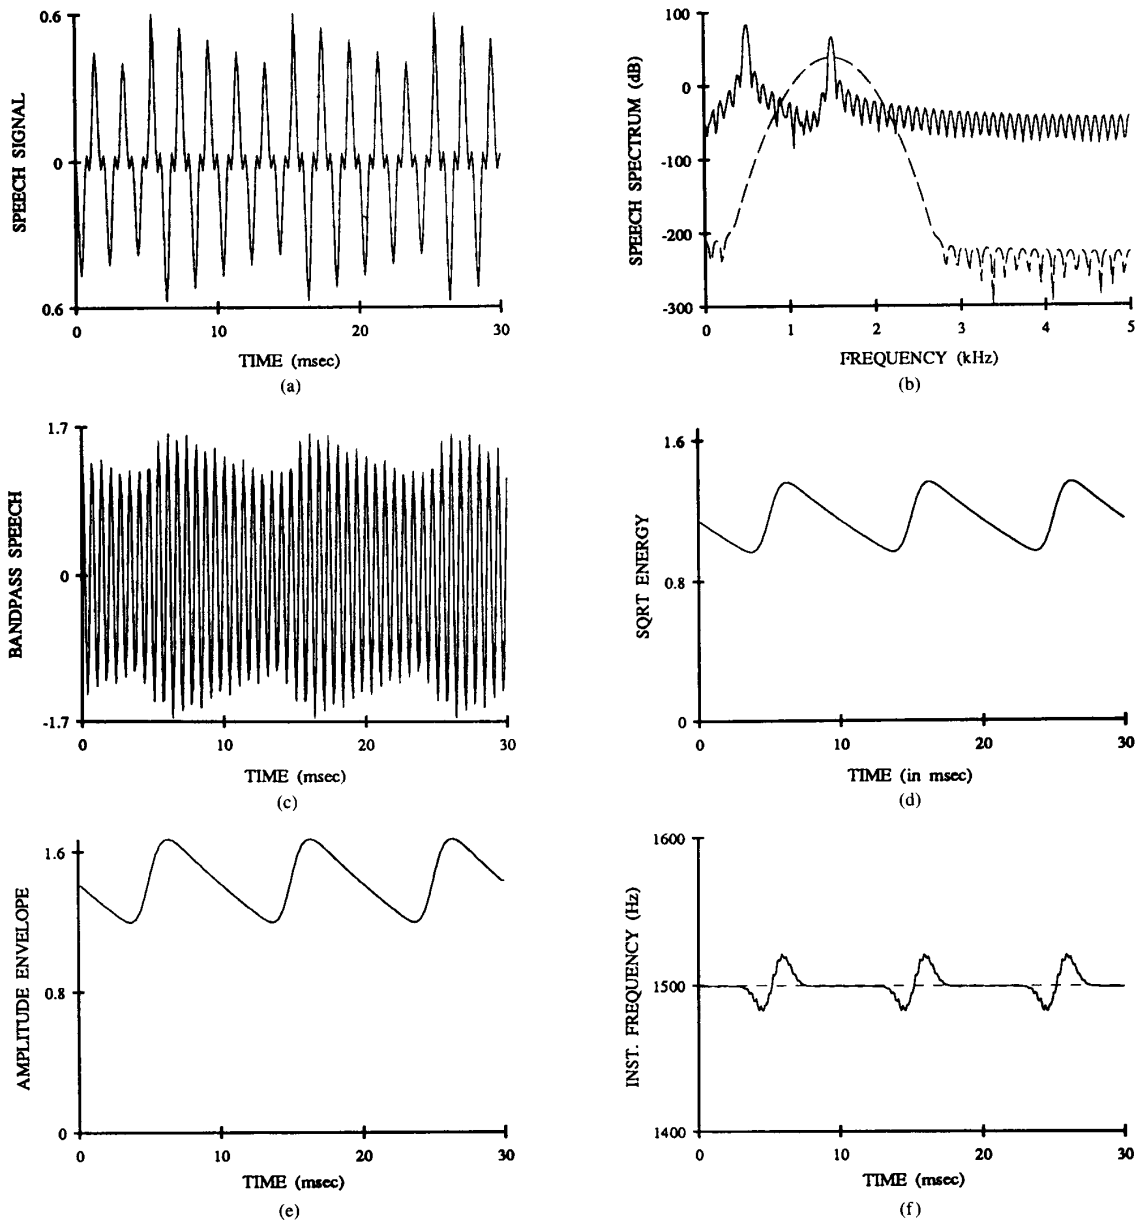 0.6
SPEECH SIGNAL
0
0.6
0 10 20 30
TIME (msec)
(a)
100
0
-100
-200
-300
SPEECH SPECTRUM (dB)
0 1 2 3 4 5
FREQUENCY (kHz)
(b)
1.7
BANDPASS SPEECH
0
-1.7
0 10 20 30
TIME (msec)
(c)
1.6
SQRT ENERGY
0.8
0
0 10 20 30
TIME (in msec)
(d)
1.6
AMPLITUDE ENVELOPE
0.8
0
0 10 20 30
TIME (msec)
(e)
1600
INST. FREQUENCY (Hz)
1500
1400
0 10 20 30
TIME (msec)
(f)